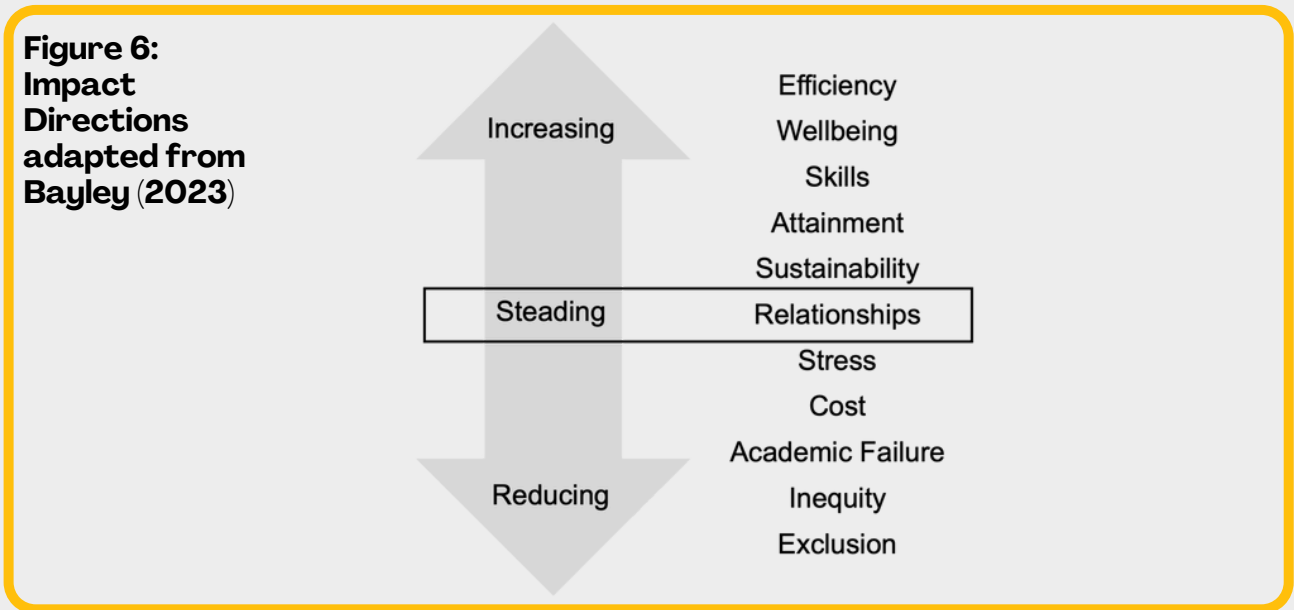 Figure 6:
Impact
Directions
adapted from
Bayley (2023)
Increasing
Steading
Reducing
Efficiency
Wellbeing
Skills
Attainment
Sustainability
Relationships
Stress
Cost
Academic Failure
Inequity
Exclusion